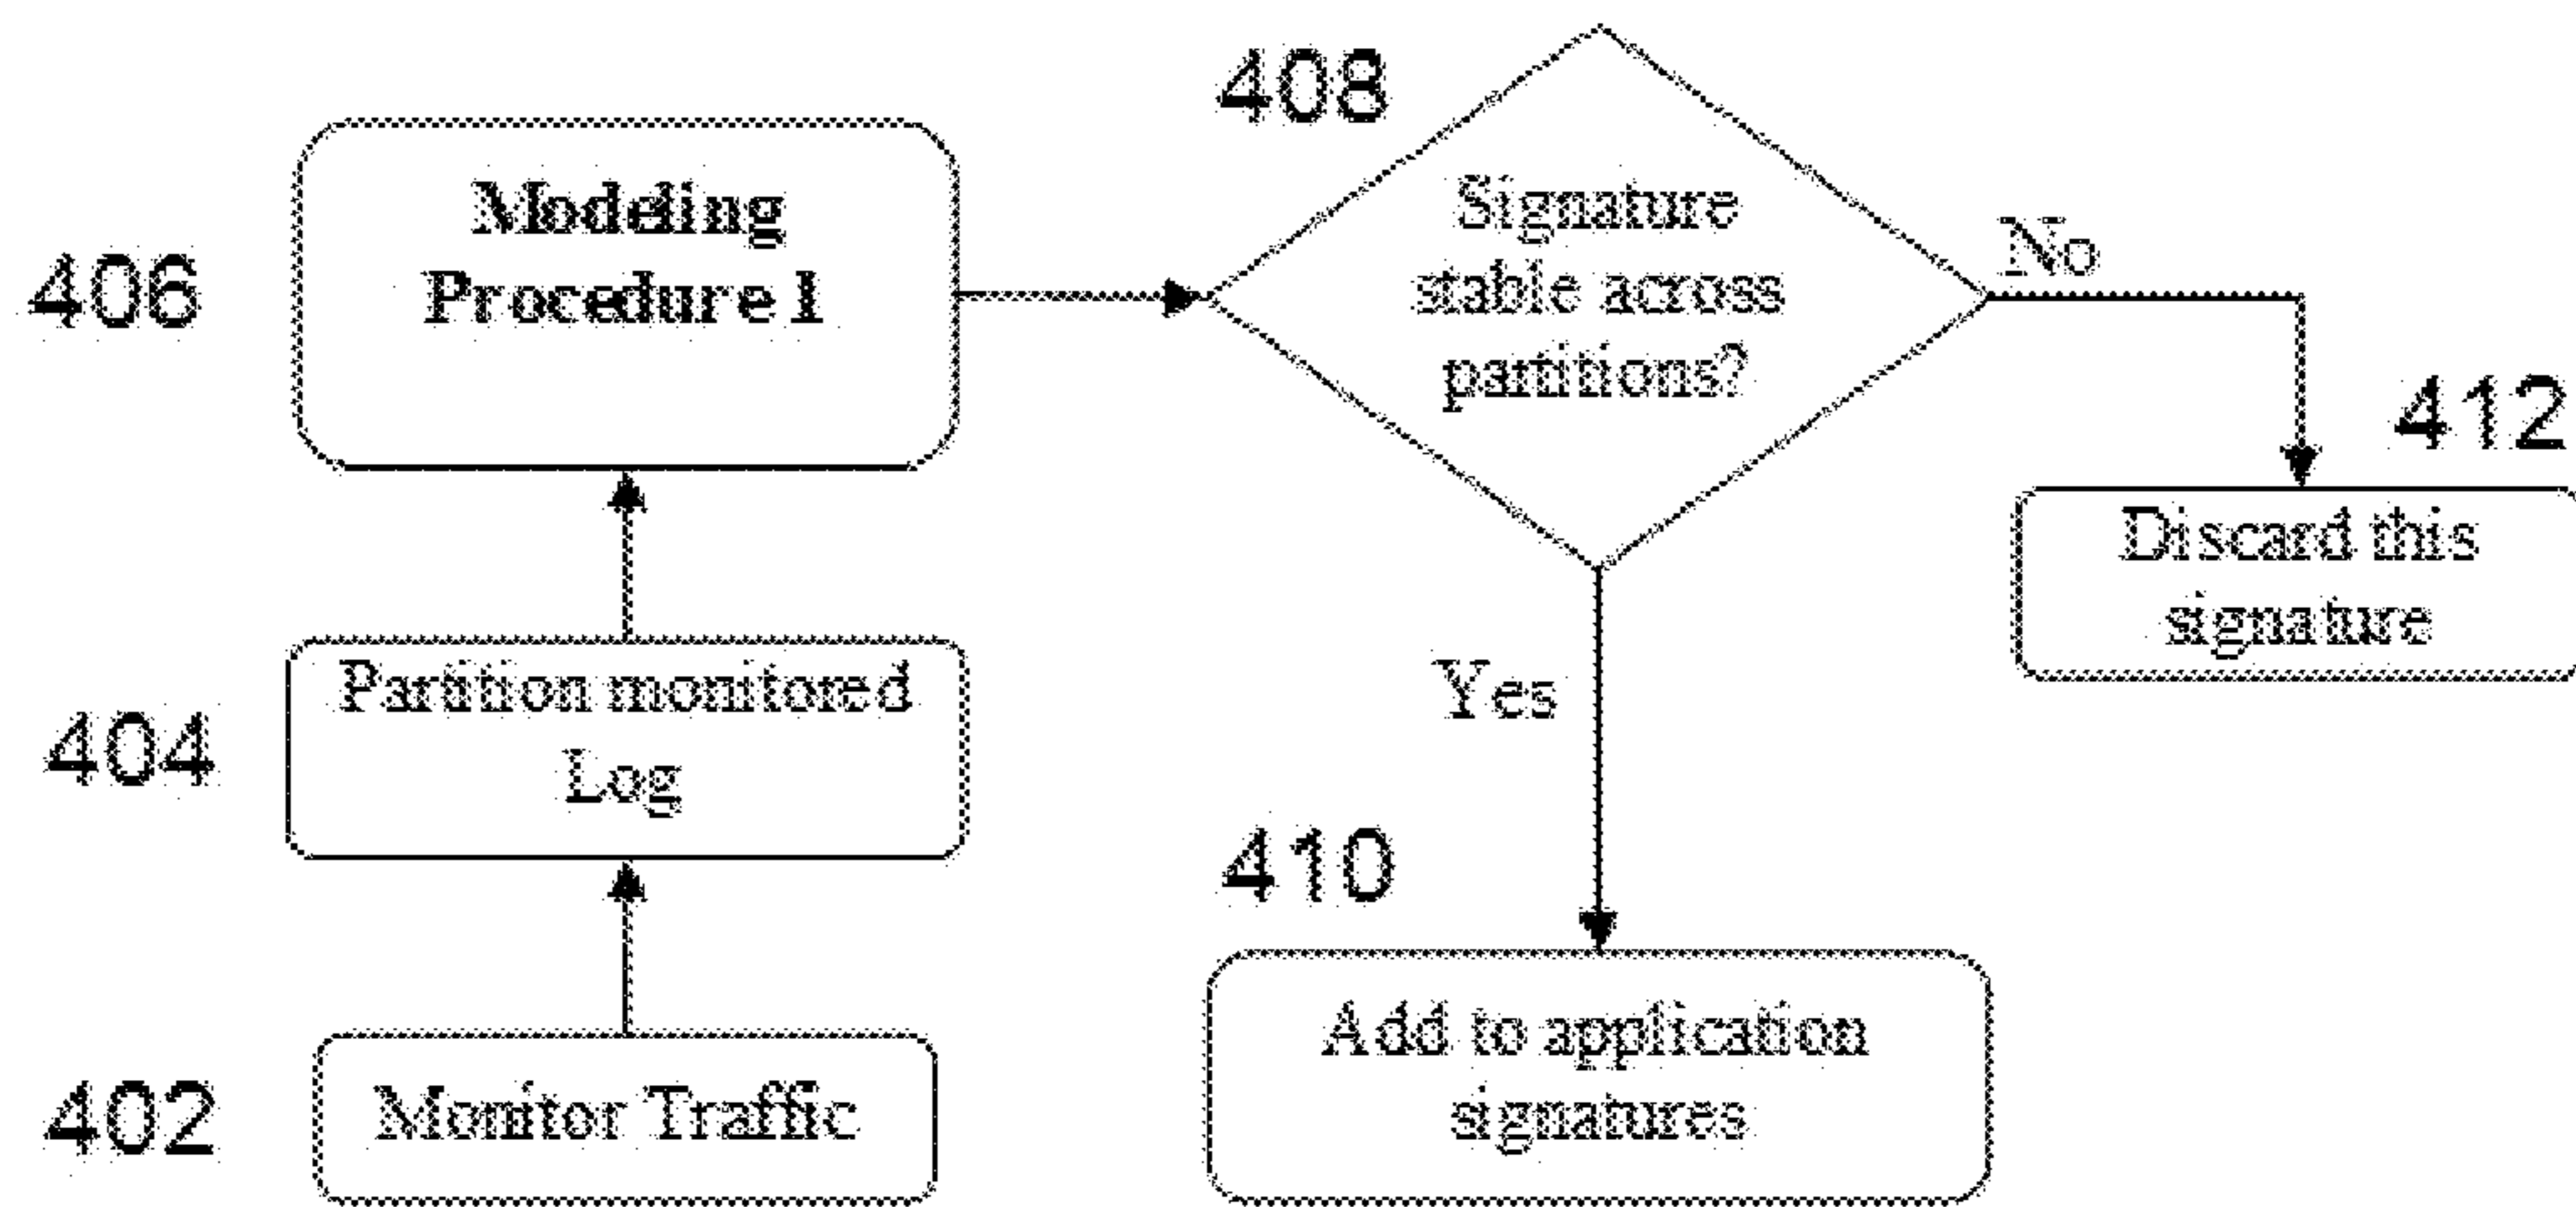 408
Modeling
Procedure 1
406
Signature
stable across
partitions?
No
412
Discard this
signature
Partition monitored
Log
404
Yes
410
Add to application
signatures
Monitor Traffic
402